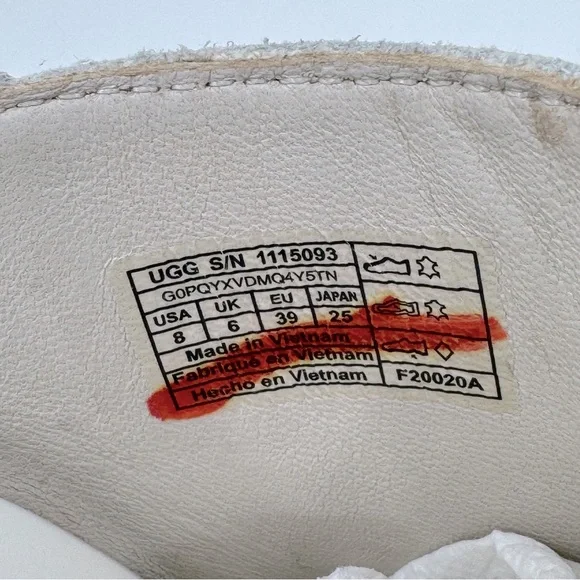 UGG S/N 1115093
G0PQYXVDMQ4Y5TN
USA UK EU JAPAN
8 6 39 25
Made in Vietnam
Fabriqué en Vietnam
Hecho en Vietnam
F20020A